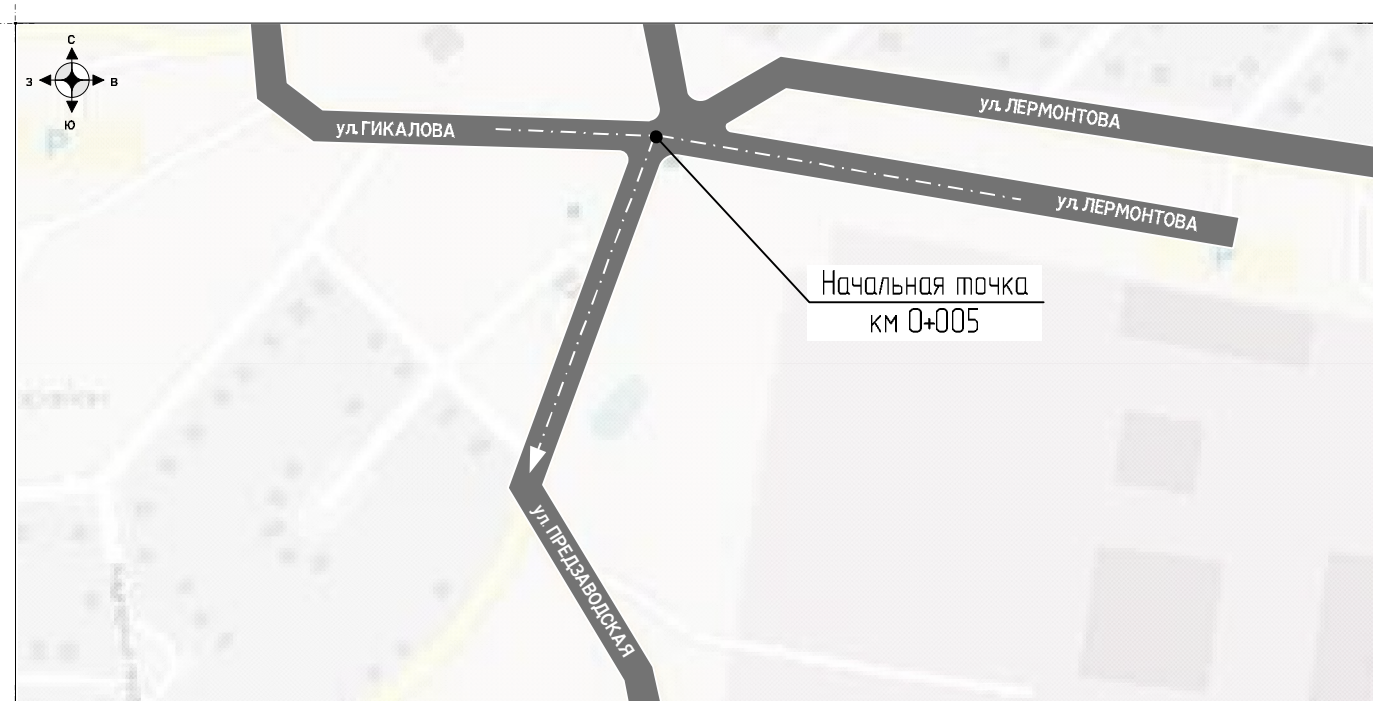 С
З В
Ю
ул. ГИКАЛОВА
ул. ЛЕРМОНТОВА
ул. ЛЕРМОНТОВА
Р
Р
Начальная точка
км 0+005
ул. ПРЕДЗАВОДСКАЯ